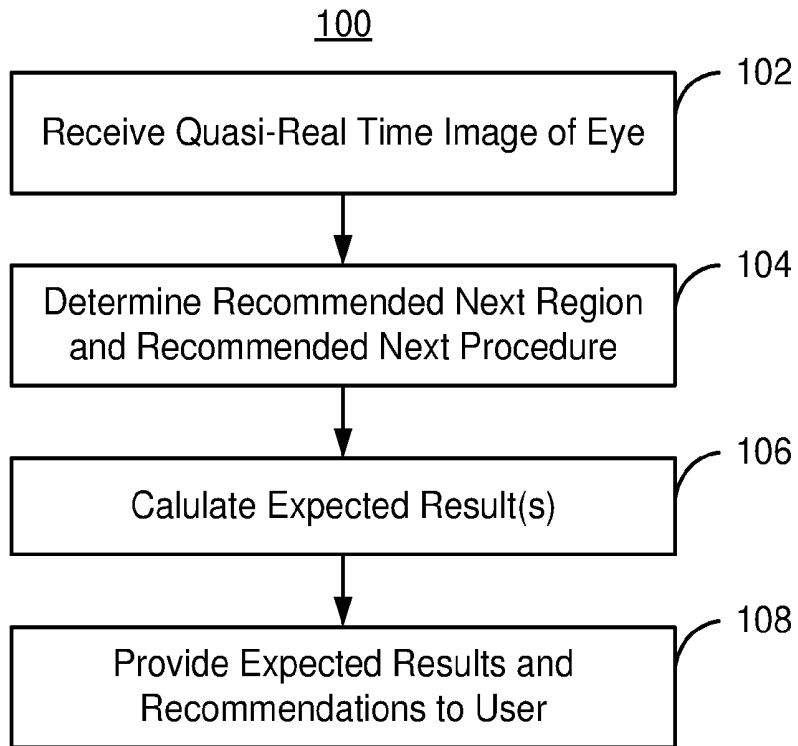 100
102
Receive Quasi-Real Time Image of Eye
104
Determine Recommended Next Region
and Recommended Next Procedure
106
Calulate Expected Result(s)
108
Provide Expected Results and
Recommendations to User